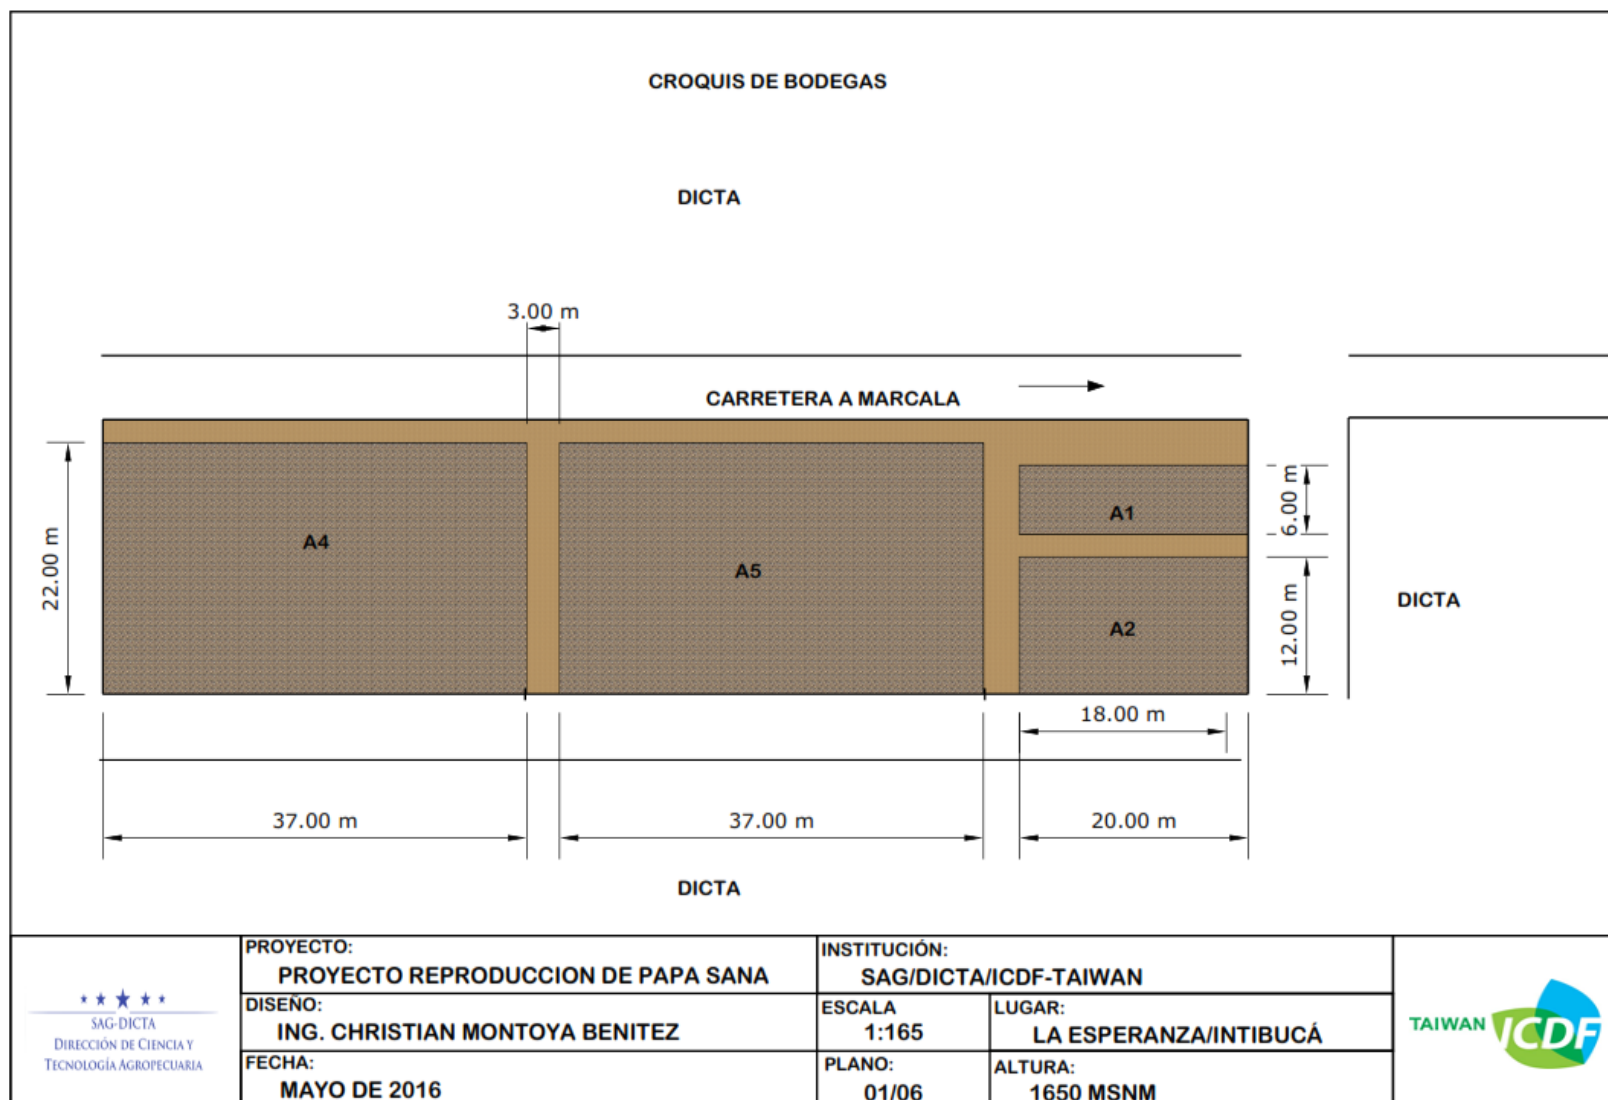 CROQUIS DE BODEGAS
DICTA
3.00 m
CARRETERA A MARCALA
22.00 m
A4
A5
A1
A2
6.00 m
12.00 m
DICTA
18.00 m
37.00 m
37.00 m
20.00 m
DICTA
SAG-DICTA
DIRECCIÓN DE CIENCIA Y
TECNOLOGÍA AGROPECUARIA
PROYECTO:
PROYECTO REPRODUCCION DE PAPA SANA
DISEÑO:
ING. CHRISTIAN MONTOYA BENITEZ
FECHA:
MAYO DE 2016
INSTITUCIÓN:
SAG/DICTA/ICDF-TAIWAN
ESCALA
1:165
LUGAR:
LA ESPERANZA/INTIBUCÁ
PLANO:
01/06
ALTURA:
1650 MSNM
TAIWAN ICDF